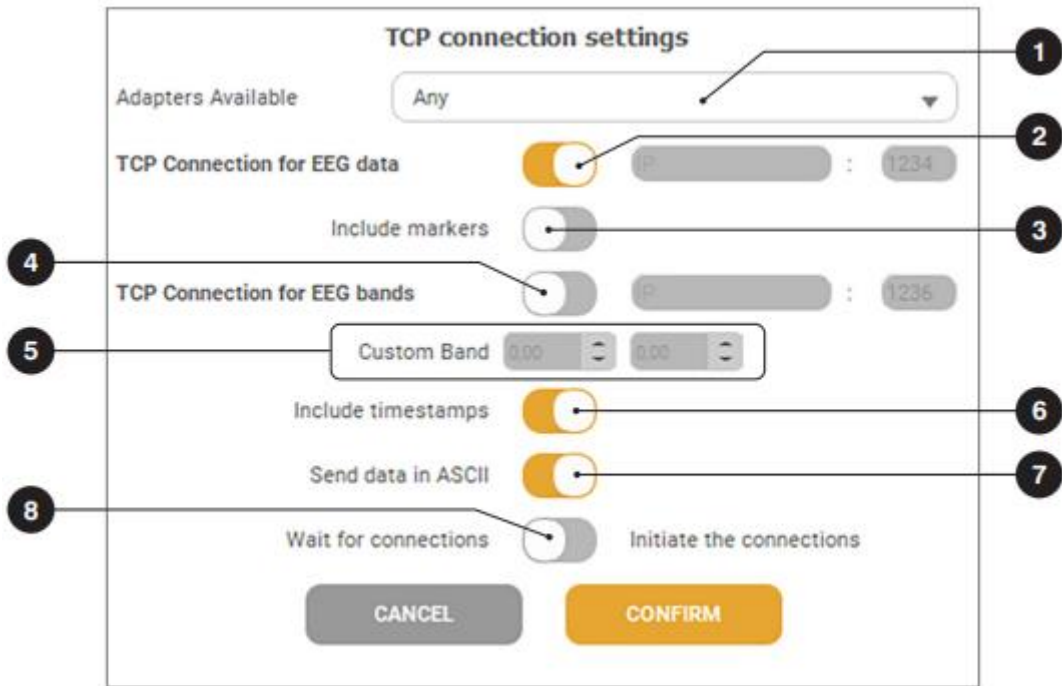 TCP connection settings
1
Adapters Available Any
2
TCP Connection for EEG data IP : 1234
Include markers
3
4
TCP Connection for EEG bands IP : 1236
5
Custom Band 0,00 0,00
Include timestamps
6
Send data in ASCII
7
8
Wait for connections Initiate the connections
CANCEL CONFIRM